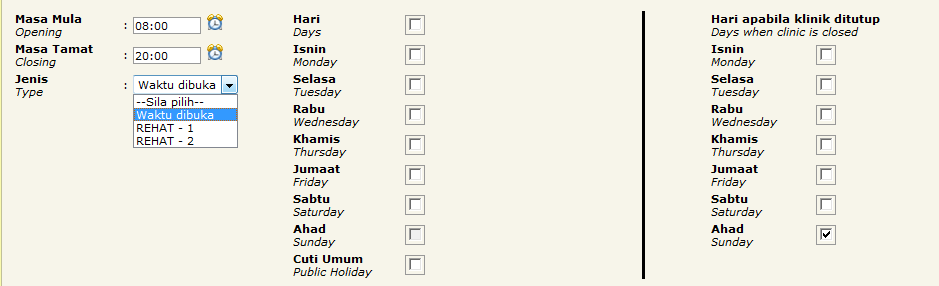 Masa Mula
Opening
: 08:00
Masa Tamat
Closing
: 20:00
Jenis
Type
: Waktu dibuka
--Sila pilih--
Waktu dibuka
REHAT - 1
REHAT - 2
Hari
Days
Isnin
Monday
Selasa
Tuesday
Rabu
Wednesday
Khamis
Thursday
Jumaat
Friday
Sabtu
Saturday
Ahad
Sunday
Cuti Umum
Public Holiday
Hari apabila klinik ditutup
Days when clinic is closed
Isnin
Monday
Selasa
Tuesday
Rabu
Wednesday
Khamis
Thursday
Jumaat
Friday
Sabtu
Saturday
Ahad
Sunday